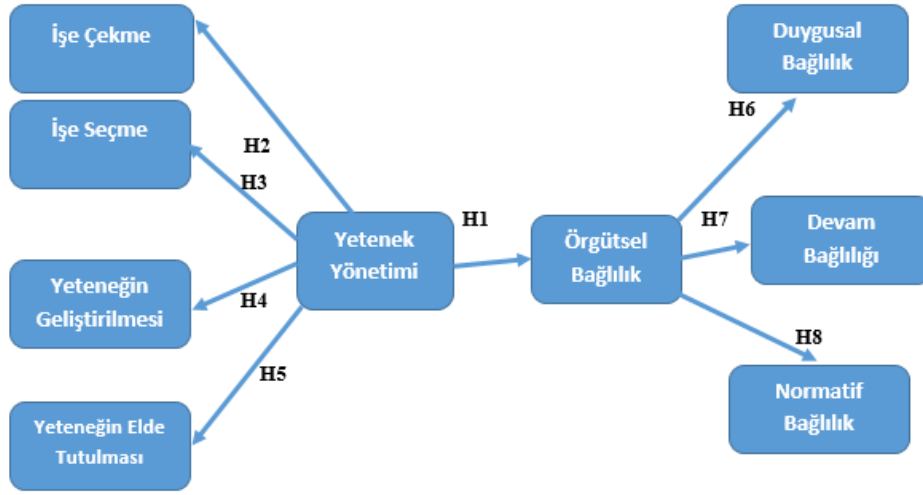 İşe Çekme
İşe Seçme
Yeteneğin
Geliştirilmesi
Yeteneğin Elde
Tutulması
H2
H3
H4
H5
Yetenek
Yönetimi
H1
Örgütsel
Bağlılık
H6
H7
H8
Duygusal
Bağlılık
Devam
Bağlılığı
Normatif
Bağlılık